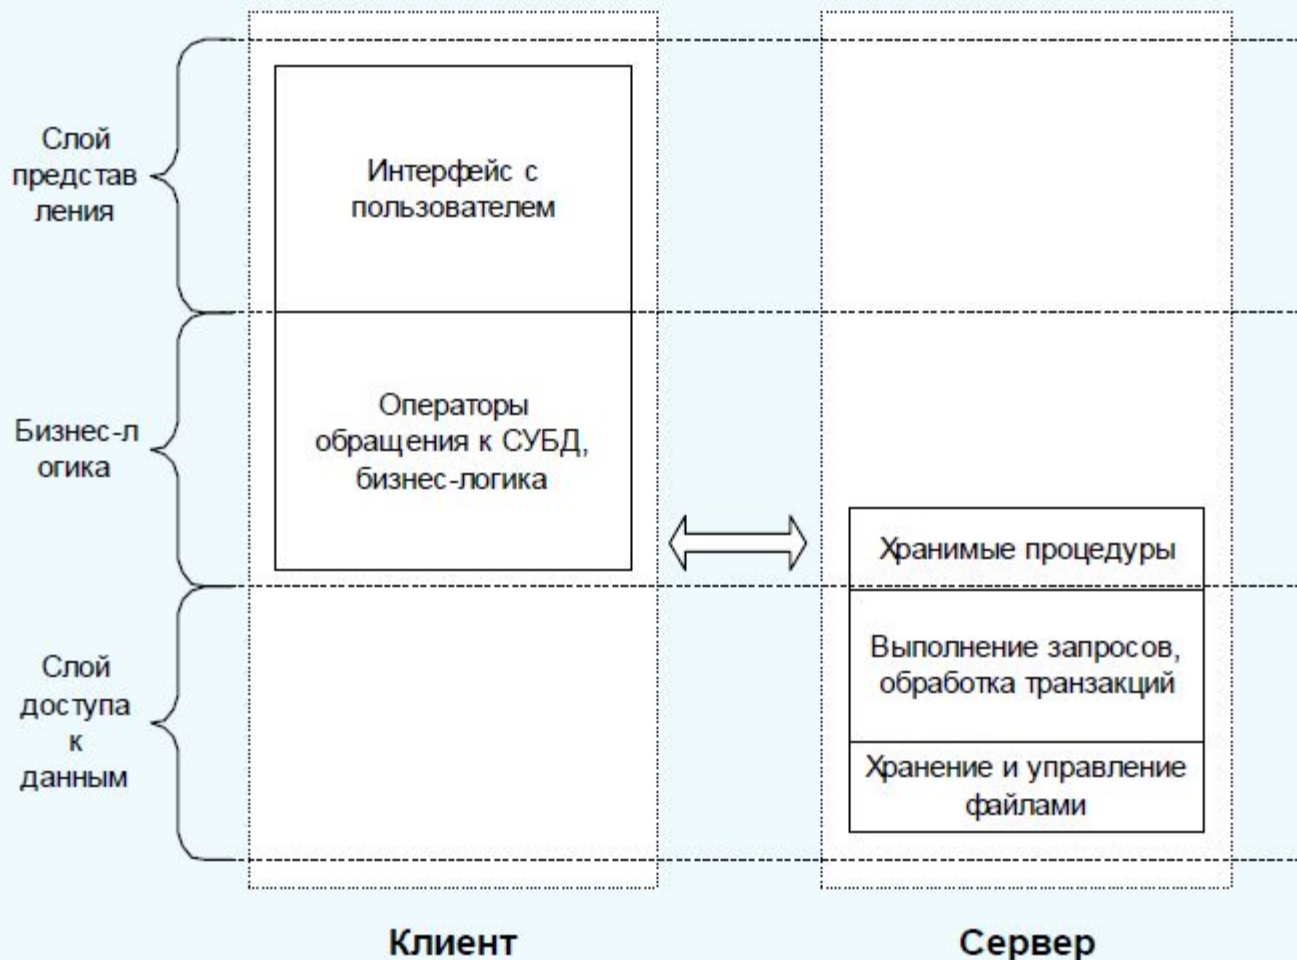 Слой
представ
ления
Интерфейс с
пользователем
Бизнес-л
огика
Операторы
обращения к СУБД,
бизнес-логика
Хранимые процедуры
Слой
доступа
к
данным
Выполнение запросов,
обработка транзакций
Хранение и управление
файлами
Клиент
Сервер